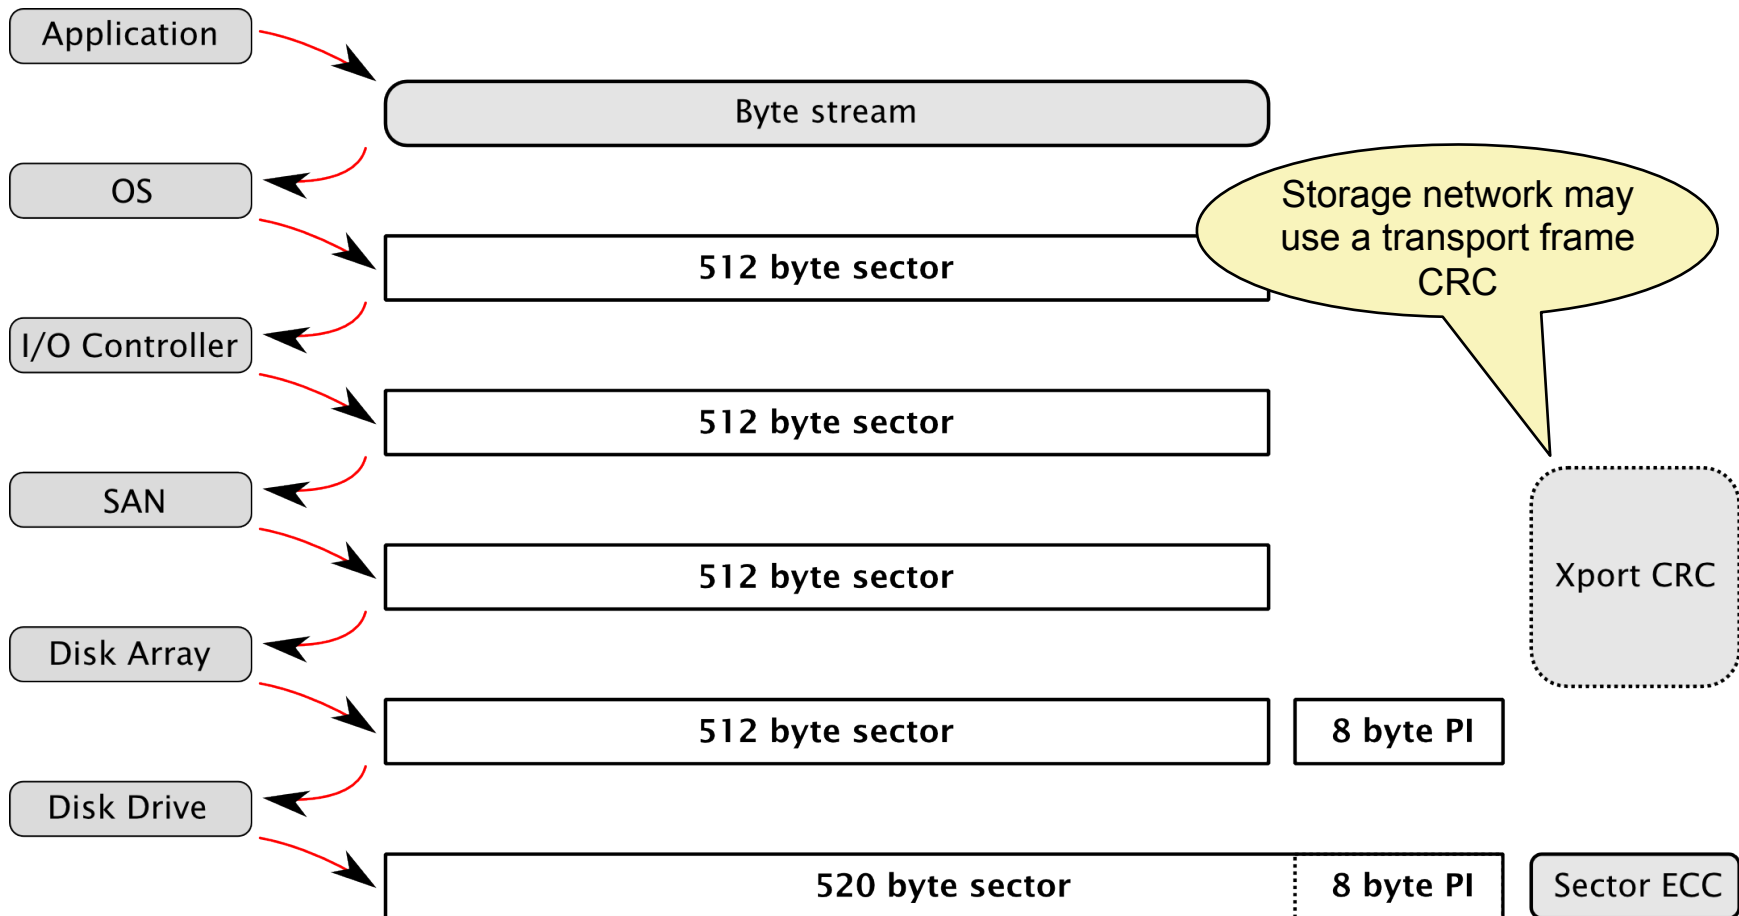 Application
Byte stream
OS
Storage network may
use a transport frame
CRC
512 byte sector
I/O Controller
512 byte sector
SAN
512 byte sector
Xport CRC
Disk Array
512 byte sector
8 byte PI
Disk Drive
520 byte sector
8 byte PI
Sector ECC